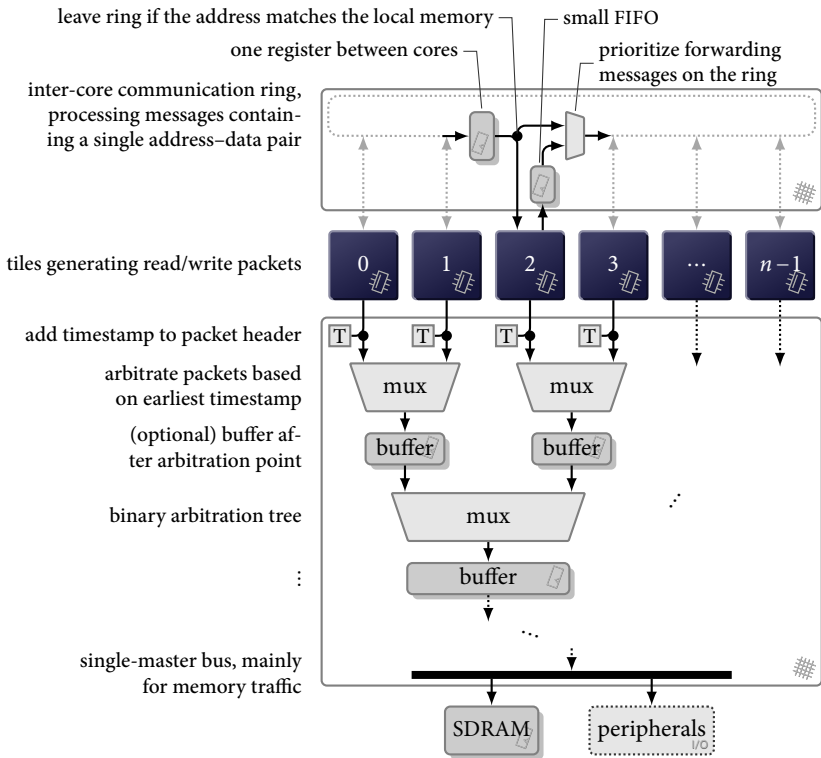 leave ring if the address matches the local memory
small FIFO
one register between cores
prioritize forwarding
messages on the ring
inter-core communication ring,
processing messages contain-
ing a single address–data pair
tiles generating read/write packets
0
1
2
3
...
n−1
add timestamp to packet header
T
T
T
T
arbitrate packets based
on earliest timestamp
mux
mux
(optional) buffer af-
ter arbitration point
buffer
buffer
binary arbitration tree
mux
buffer
single-master bus, mainly
for memory traffic
SDRAM
peripherals
I/O